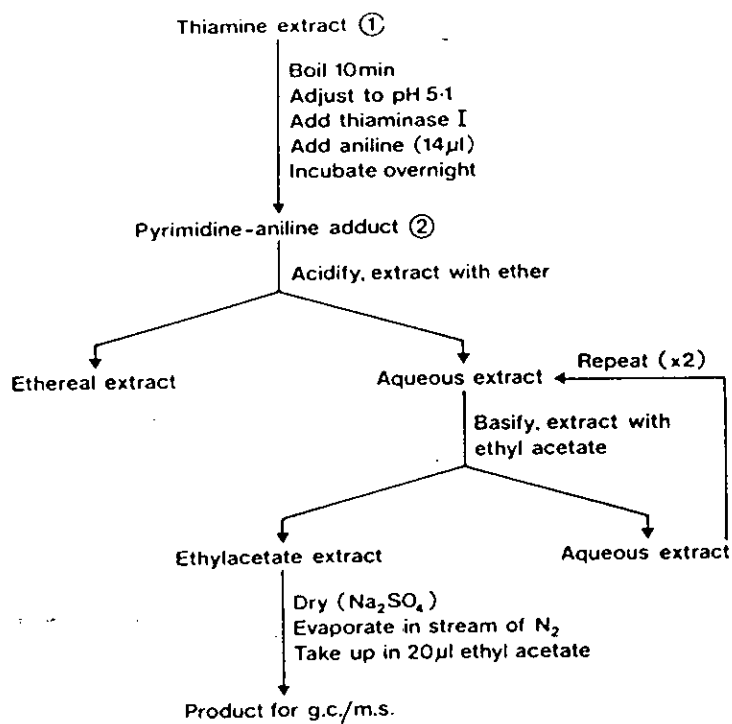 Thiamine extract ①
Boil 10min
Adjust to pH 5·1
Add thiaminase I
Add aniline (14µl)
Incubate overnight
Pyrimidine-aniline adduct ②
Acidify, extract with ether
Ethereal extract
Aqueous extract
Repeat (x2)
Basify, extract with
ethyl acetate
Ethylacetate extract
Aqueous extract
Dry (Na₂SO₄)
Evaporate in stream of N₂
Take up in 20µl ethyl acetate
Product for g.c./m.s.